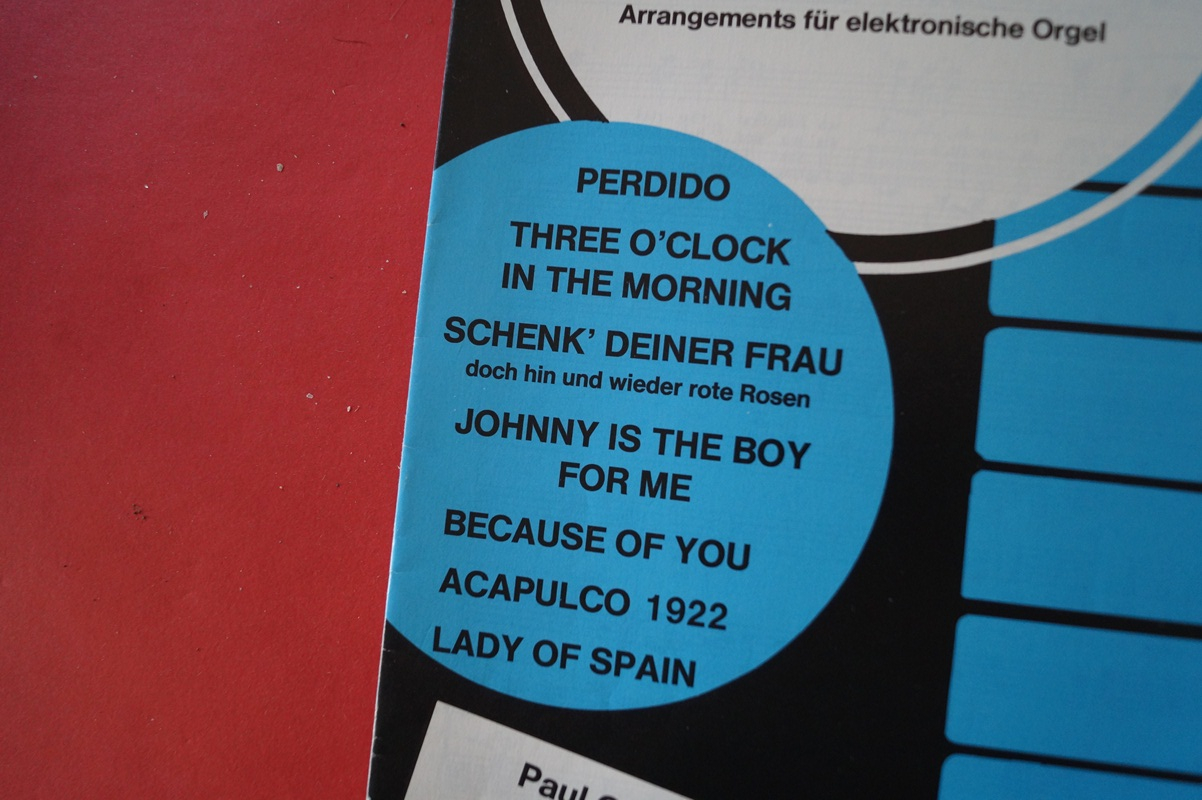 Arrangements für elektronische Orgel
PERDIDO
THREE O'CLOCK
IN THE MORNING
SCHENK' DEINER FRAU
doch hin und wieder rote Rosen
JOHNNY IS THE BOY
FOR ME
BECAUSE OF YOU
ACAPULCO 1922
LADY OF SPAIN
Paul